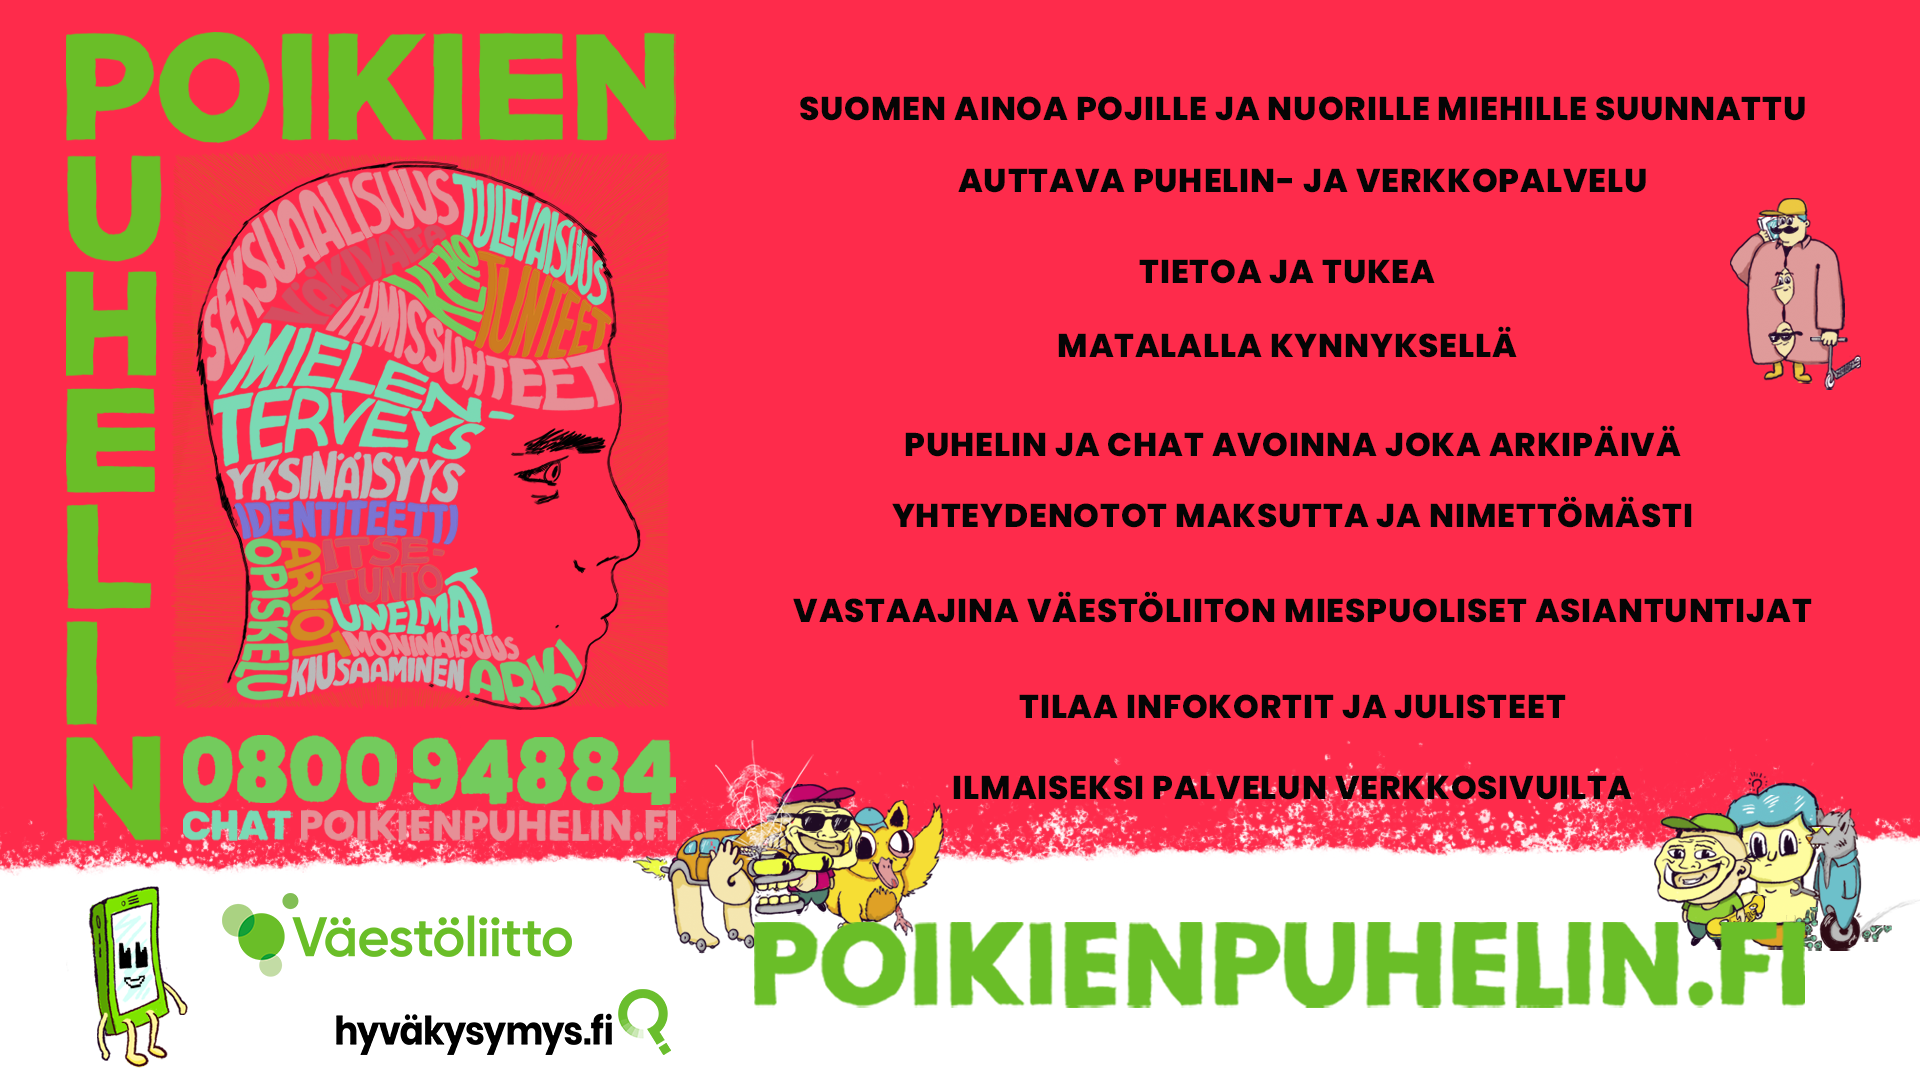 POIKIEN
PUHELIN
SEKSUAALISUUS
TULEVAISUUS
VÄKIVALTA
KEHO
TUNTEET
IHMISSUHTEET
MIELEN-
TERVEYS
YKSINÄISYYS
IDENTITEETTI
OPISKELU
ARVOT
ITSE-
TUNTO
UNELMAT
MONINAISUUS
KIUSAAMINEN
ARKI
0800 94884
CHAT POIKIENPUHELIN.FI
SUOMEN AINOA POJILLE JA NUORILLE MIEHILLE SUUNNATTU
AUTTAVA PUHELIN- JA VERKKOPALVELU
TIETOA JA TUKEA
MATALALLA KYNNYKSELLÄ
PUHELIN JA CHAT AVOINNA JOKA ARKIPÄIVÄ
YHTEYDENOTOT MAKSUTTA JA NIMETTÖMÄSTI
VASTAAJINA VÄESTÖLIITON MIESPUOLISET ASIANTUNTIJAT
TILAA INFOKORTIT JA JULISTEET
ILMAISEKSI PALVELUN VERKKOSIVUILTA
Väestöliitto
hyväkysymys.fi
POIKIENPUHELIN.FI